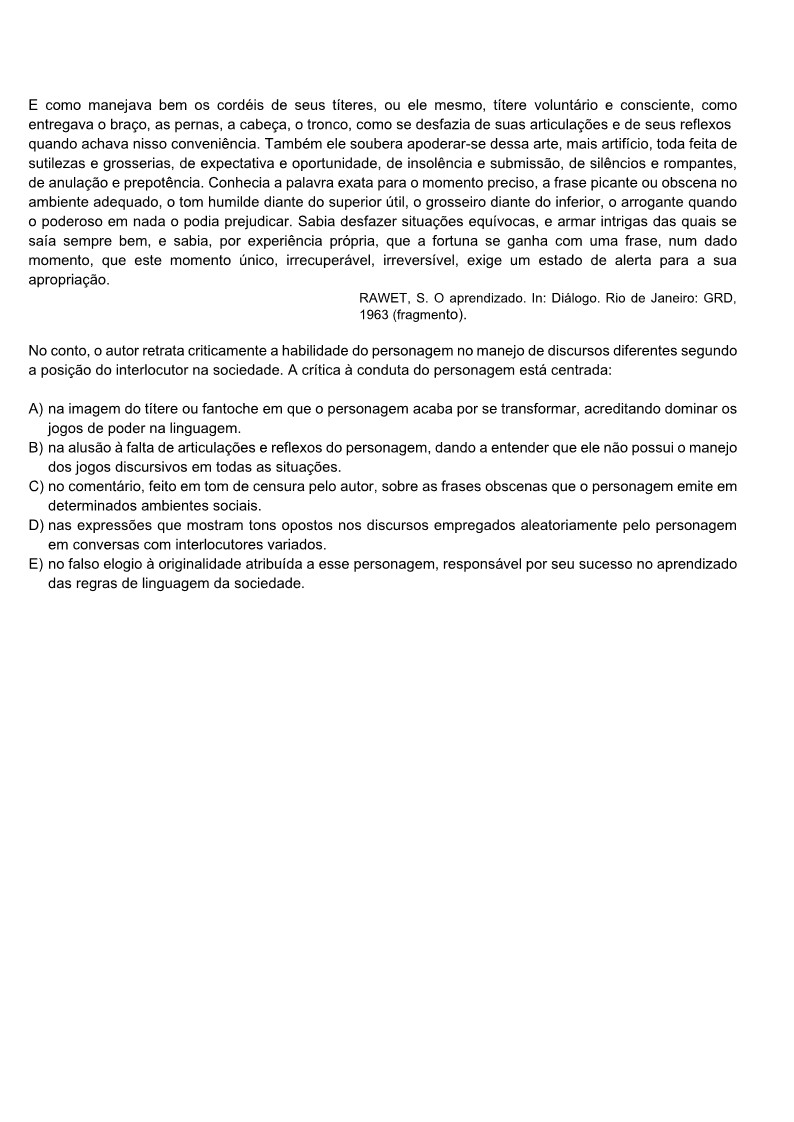 E como manejava bem os cordéis de seus títeres, ou ele mesmo, títere voluntário e consciente, como
entregava o braço, as pernas, a cabeça, o tronco, como se desfazia de suas articulações e de seus reflexos
quando achava nisso conveniência. Também ele soubera apoderar-se dessa arte, mais artifício, toda feita de
sutilezas e grosserias, de expectativa e oportunidade, de insolência e submissão, de silêncios e rompantes,
de anulação e prepotência. Conhecia a palavra exata para o momento preciso, a frase picante ou obscena no
ambiente adequado, o tom humilde diante do superior útil, o grosseiro diante do inferior, o arrogante quando
o poderoso em nada o podia prejudicar. Sabia desfazer situações equívocas, e armar intrigas das quais se
saía sempre bem, e sabia, por experiência própria, que a fortuna se ganha com uma frase, num dado
momento, que este momento único, irrecuperável, irreversível, exige um estado de alerta para a sua
apropriação.
RAWET, S. O aprendizado. In: Diálogo. Rio de Janeiro: GRD,
1963 (fragmento).
No conto, o autor retrata criticamente a habilidade do personagem no manejo de discursos diferentes segundo
a posição do interlocutor na sociedade. A crítica à conduta do personagem está centrada:
A) na imagem do títere ou fantoche em que o personagem acaba por se transformar, acreditando dominar os
jogos de poder na linguagem.
B) na alusão à falta de articulações e reflexos do personagem, dando a entender que ele não possui o manejo
dos jogos discursivos em todas as situações.
C) no comentário, feito em tom de censura pelo autor, sobre as frases obscenas que o personagem emite em
determinados ambientes sociais.
D) nas expressões que mostram tons opostos nos discursos empregados aleatoriamente pelo personagem
em conversas com interlocutores variados.
E) no falso elogio à originalidade atribuída a esse personagem, responsável por seu sucesso no aprendizado
das regras de linguagem da sociedade.